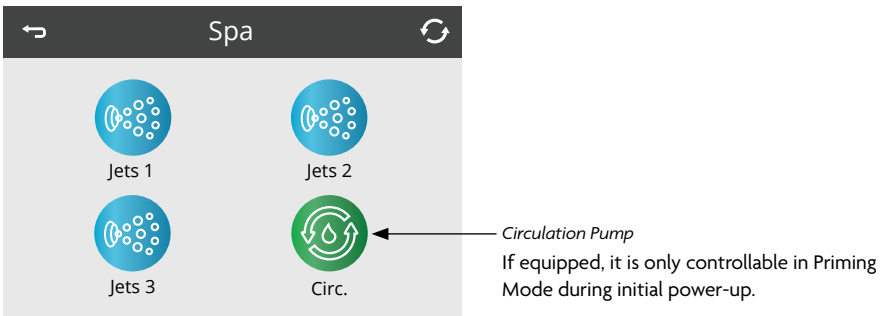 Spa
Jets 1
Jets 2
Jets 3
Circ.
Circulation Pump
If equipped, it is only controllable in Priming
Mode during initial power-up.